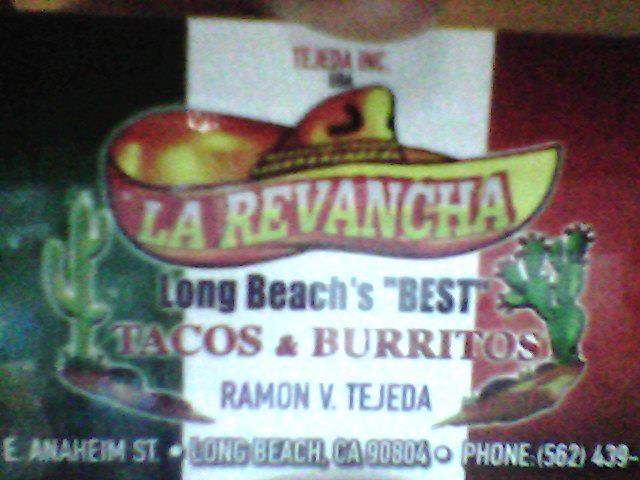 TEJEDA INC.
DBA
LA REVANCHA
Long Beach's "BEST"
TACOS & BURRITOS
RAMON V. TEJEDA
E. ANAHEIM ST. • LONG BEACH, CA 90804 • PHONE: (562) 439-